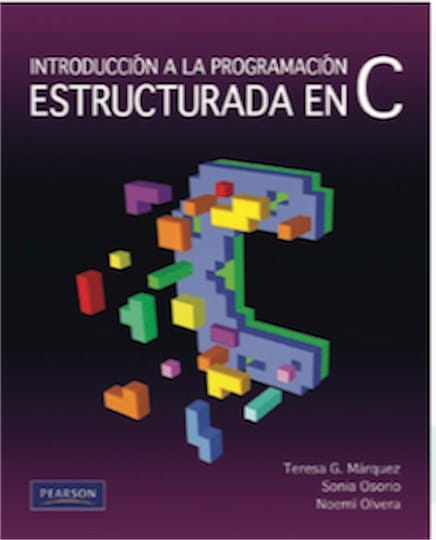 INTRODUCCIÓN A LA PROGRAMACIÓN
ESTRUCTURADA EN C
Teresa G. Márquez
Sonia Osorio
Noemí Olvera
PEARSON